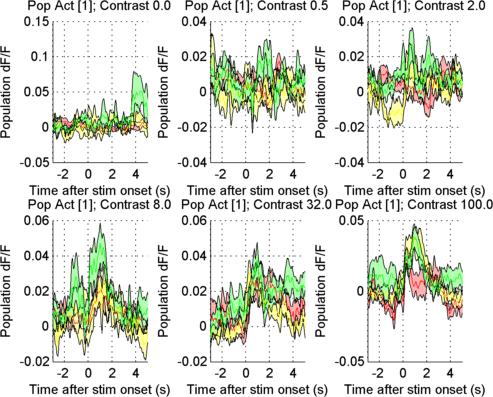 Pop Act [1]; Contrast 0.0
Pop Act [1]; Contrast 0.5
Pop Act [1]; Contrast 2.0
Population dF/F
0.15
0.1
0.05
0
-0.05
-2 0 2 4
Time after stim onset (s)
Population dF/F
0.04
0.02
0
-0.02
-0.04
-2 0 2 4
Time after stim onset (s)
Population dF/F
0.04
0.02
0
-0.02
-0.04
-2 0 2 4
Time after stim onset (s)
Pop Act [1]; Contrast 8.0
Pop Act [1]; Contrast 32.0
Pop Act [1]; Contrast 100.0
Population dF/F
0.06
0.04
0.02
0
-0.02
-2 0 2 4
Time after stim onset (s)
Population dF/F
0.06
0.04
0.02
0
-0.02
-2 0 2 4
Time after stim onset (s)
Population dF/F
0.05
0
-0.05
-2 0 2 4
Time after stim onset (s)